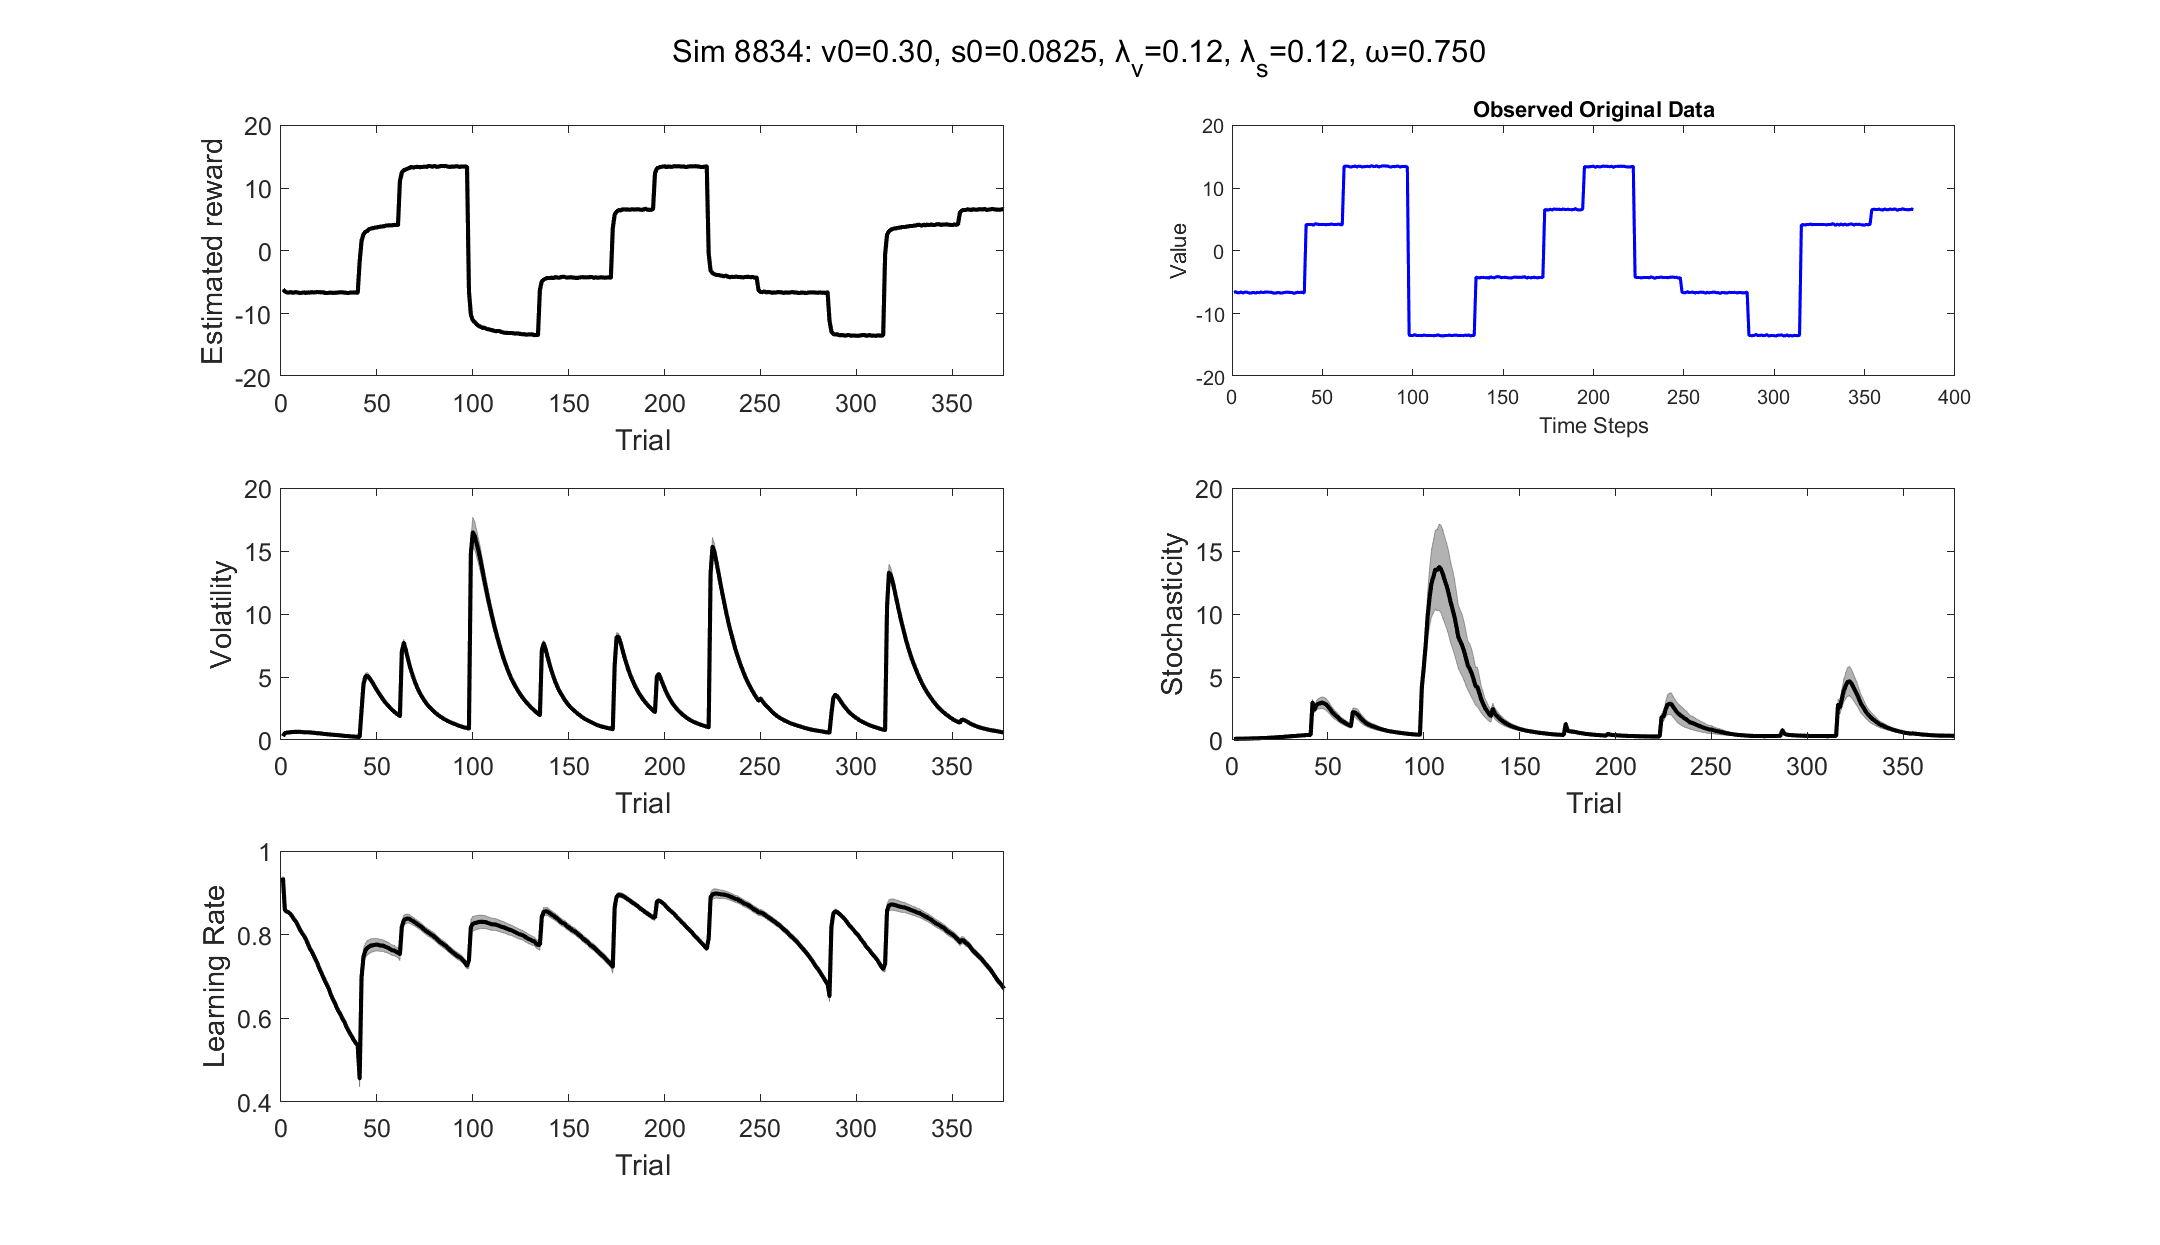 Sim 8834: v0=0.30, s0=0.0825, λ_v=0.12, λ_s=0.12, ω=0.750
Estimated reward
20
10
0
-10
-20
0 50 100 150 200 250 300 350
Trial
Observed Original Data
Value
20
10
0
-10
-20
0 50 100 150 200 250 300 350 400
Time Steps
Volatility
20
15
10
5
0
0 50 100 150 200 250 300 350
Trial
Stochasticity
20
15
10
5
0
0 50 100 150 200 250 300 350
Trial
Learning Rate
1
0.8
0.6
0.4
0 50 100 150 200 250 300 350
Trial